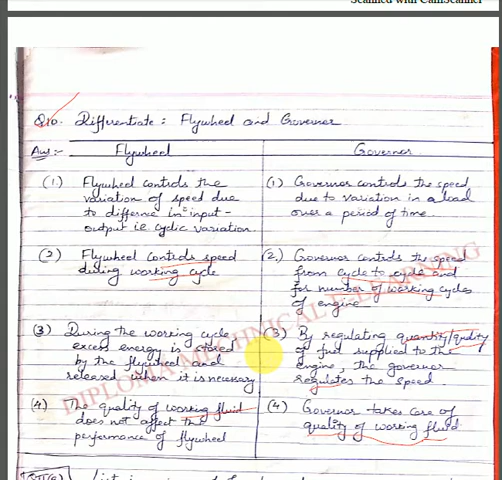 Scanned with CamScanner
Q10. Differentiate: Flywheel and Governor
Ans:-
Flywheel
(1.) Flywheel controls the
variation of speed due
to difference in input-
output i.e cyclic variation.
(2) Flywheel controls speed
during working cycle
(3) During the working cycle
excess energy is stored
by the flywheel and
released when it is necessary
(4) The quality of working fluid
does not affect the
performance of flywheel
Governor
(1) Governor controls the speed
due to variation in a load
over a period of time.
(2.) Governor controls the speed
from cycle to cycle and
for number of working cycles
of engine
(3) By regulating quantity/quality
of fuel supplied to the
engine, the governor
regulates the speed
(4) Governor takes care of
quality of working fluid
DIPLOMA MECHANICAL E-LEARNING